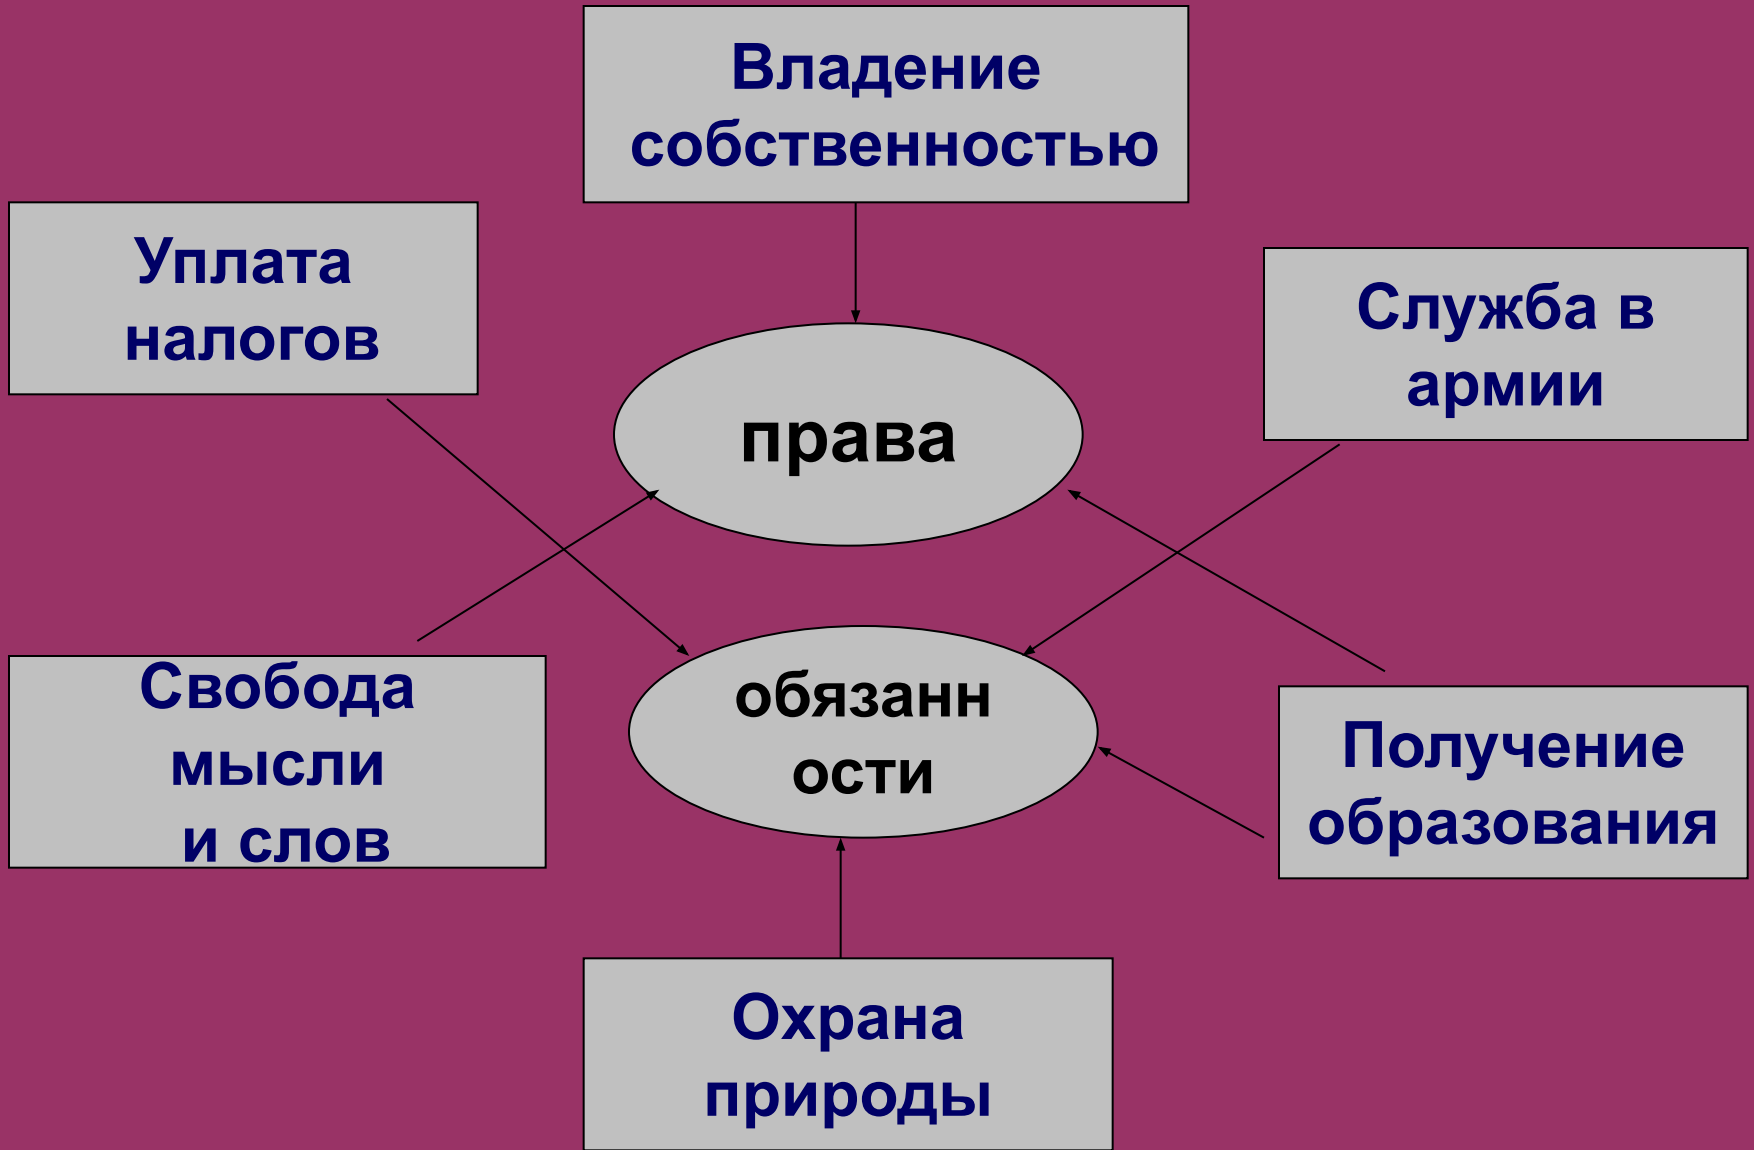 Владение
собственностью
Уплата
налогов
Служба в
армии
права
Свобода
мысли
и слов
обязанн
ости
Получение
образования
Охрана
природы